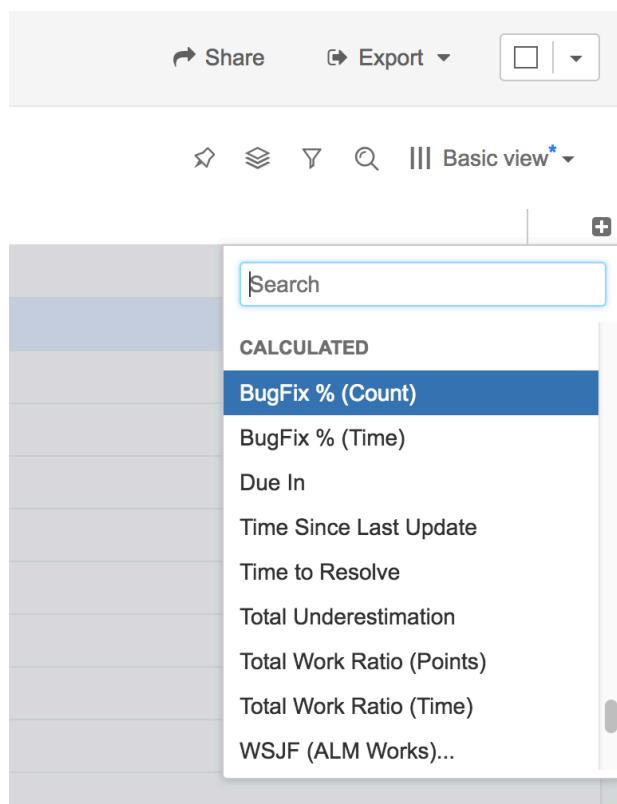 Share Export
Basic view*
Search
CALCULATED
BugFix % (Count)
BugFix % (Time)
Due In
Time Since Last Update
Time to Resolve
Total Underestimation
Total Work Ratio (Points)
Total Work Ratio (Time)
WSJF (ALM Works)...